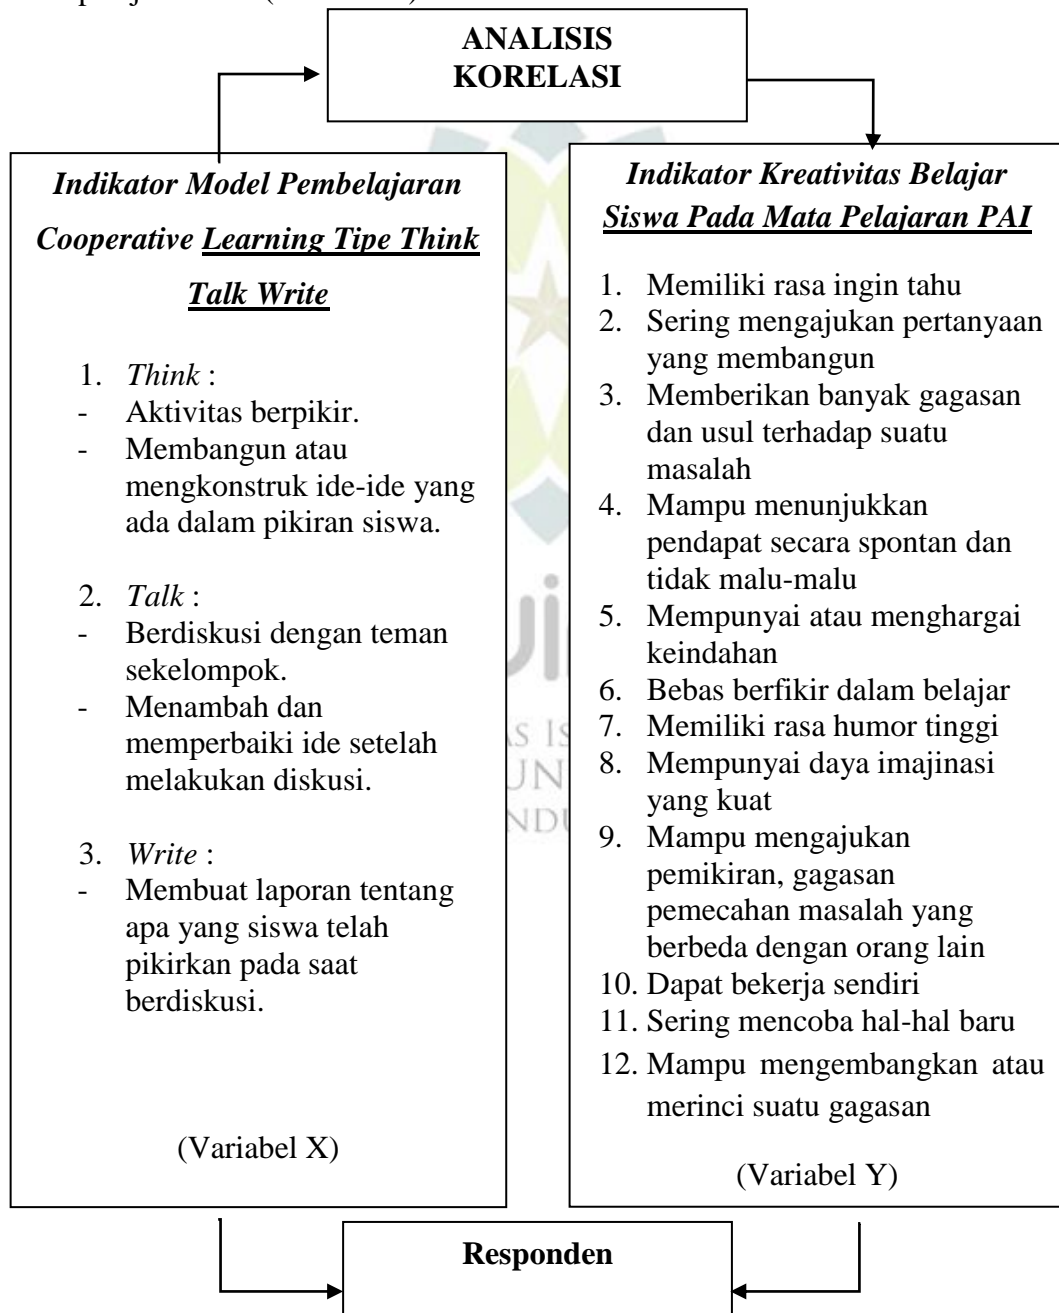 ANALISIS
KORELASI
Indikator Model Pembelajaran
Cooperative Learning Tipe Think
Talk Write
1. Think :
- Aktivitas berpikir.
- Membangun atau
mengkonstruk ide-ide yang
ada dalam pikiran siswa.
2. Talk :
- Berdiskusi dengan teman
sekelompok.
- Menambah dan
memperbaiki ide setelah
melakukan diskusi.
3. Write :
- Membuat laporan tentang
apa yang siswa telah
pikirkan pada saat
berdiskusi.
(Variabel X)
Indikator Kreativitas Belajar
Siswa Pada Mata Pelajaran PAI
1. Memiliki rasa ingin tahu
2. Sering mengajukan pertanyaan
yang membangun
3. Memberikan banyak gagasan
dan usul terhadap suatu
masalah
4. Mampu menunjukkan
pendapat secara spontan dan
tidak malu-malu
5. Mempunyai atau menghargai
keindahan
6. Bebas berfikir dalam belajar
7. Memiliki rasa humor tinggi
8. Mempunyai daya imajinasi
yang kuat
9. Mampu mengajukan
pemikiran, gagasan
pemecahan masalah yang
berbeda dengan orang lain
10. Dapat bekerja sendiri
11. Sering mencoba hal-hal baru
12. Mampu mengembangkan atau
merinci suatu gagasan
(Variabel Y)
Responden